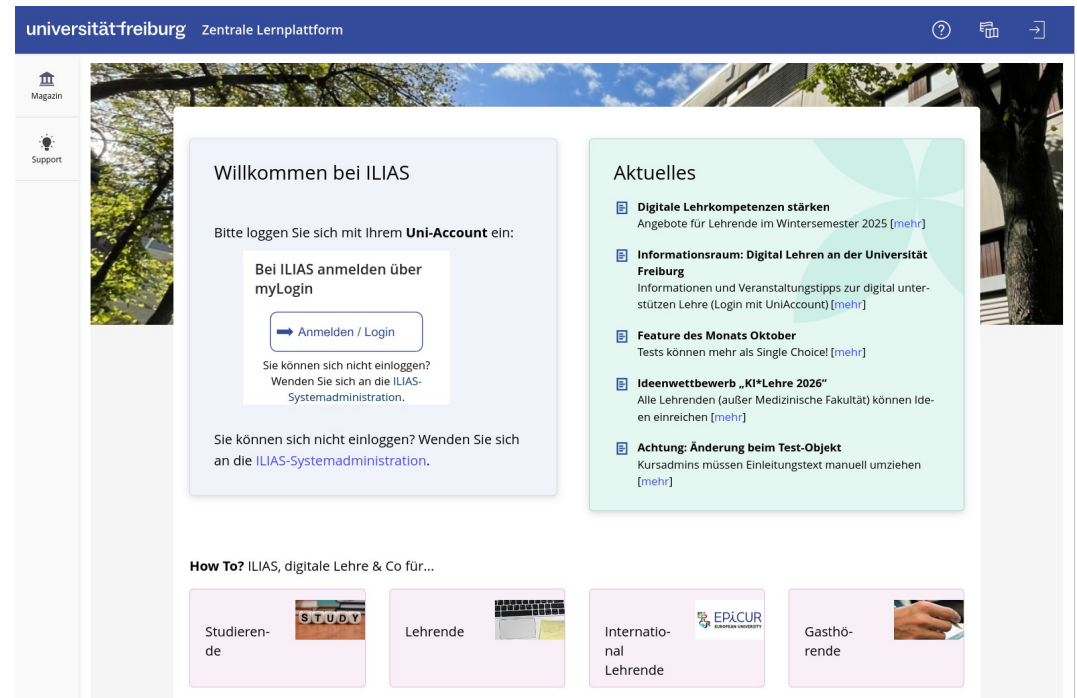 universität freiburg Zentrale Lernplattform
Magazin
Support
Willkommen bei ILIAS
Bitte loggen Sie sich mit Ihrem Uni-Account ein:
Bei ILIAS anmelden über
myLogin
Anmelden / Login
Sie können sich nicht einloggen?
Wenden Sie sich an die ILIAS-
Systemadministration.
Sie können sich nicht einloggen? Wenden Sie sich
an die ILIAS-Systemadministration.
Aktuelles
Digitale Lehrkompetenzen stärken
Angebote für Lehrende im Wintersemester 2025 [mehr]
Informationsraum: Digital Lehren an der Universität
Freiburg
Informationen und Veranstaltungstipps zur digital unter-
stützen Lehre (Login mit UniAccount) [mehr]
Feature des Monats Oktober
Tests können mehr als Single Choice! [mehr]
Ideenwettbewerb „KI*Lehre 2026“
Alle Lehrenden (außer Medizinische Fakultät) können Ide-
en einreichen [mehr]
Achtung: Änderung beim Test-Objekt
Kursadmins müssen Einleitungstext manuell umziehen
[mehr]
How To? ILIAS, digitale Lehre & Co für...
Studieren-
de
STUDY
Lehrende
Internatio-
nal
Lehrende
EPICUR
EUROPEAN UNIVERSITY
Gasthö-
rende